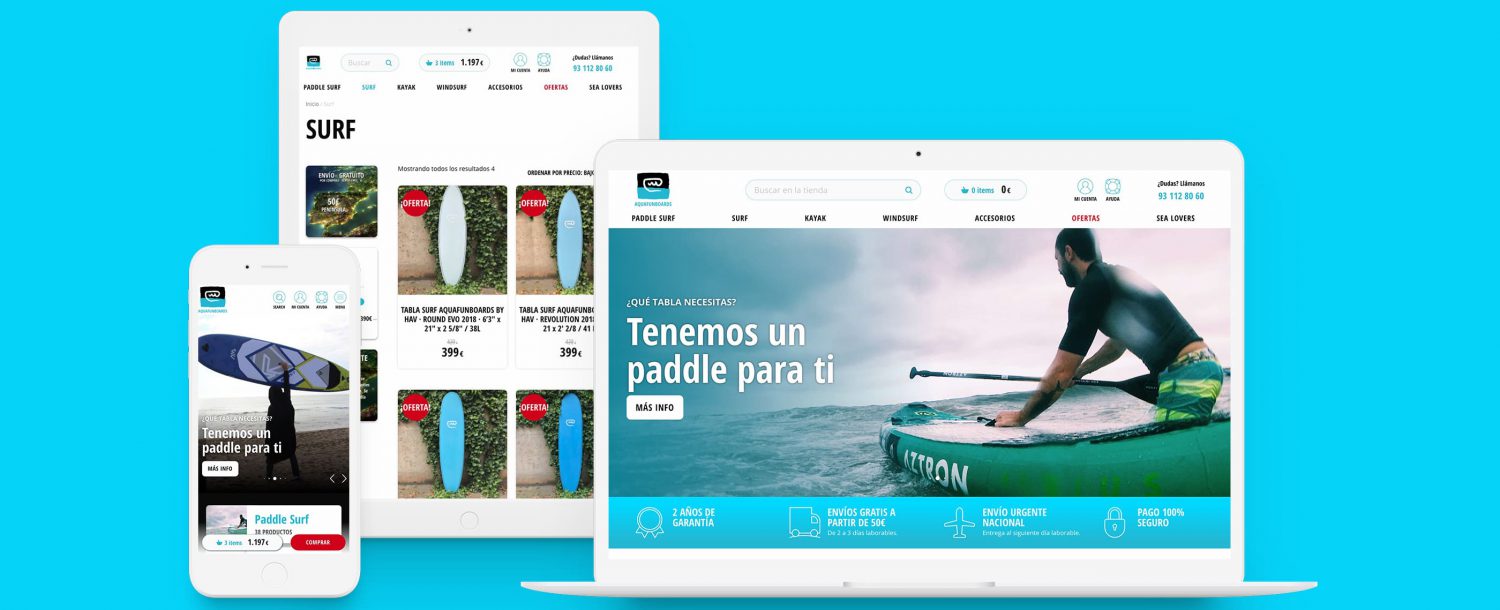 Buscar
3 items 1.197€
MI CUENTA
AYUDA
¿Dudas? Llámanos
93 112 80 60
PADDLE SURF
SURF
KAYAK
WINDSURF
ACCESORIOS
OFERTAS
SEA LOVERS
Inicio / Surf
SURF
ENVÍO GRATUITO
50€
PENINSULA
Mostrando todos los resultados 4
ORDENAR POR PRECIO: BAJ
¡OFERTA!
¡OFERTA!
TABLA SURF AQUAFUNBOARDS BY
HAV · ROUND EVO 2018 · 6'3" x
21" x 2 5/8" / 38L
399€
TABLA SURF AQUAFUNBOA
HAV · REVOLUTION 2018
21 x 2' 2/8 / 41
399€
¡OFERTA!
¡OFERTA!
AQUAFUNBOARDS
SEARCH
MI CUENTA
AYUDA
MENU
¿QUÉ TABLA NECESITAS?
Tenemos un
paddle para ti
MÁS INFO
Paddle Surf
38 PRODUCTOS
3 items 1.197€
COMPRAR
AQUAFUNBOARDS
Buscar en la tienda
0 items 0€
MI CUENTA
AYUDA
¿Dudas? Llámanos
93 112 80 60
PADDLE SURF
SURF
KAYAK
WINDSURF
ACCESORIOS
OFERTAS
SEA LOVERS
¿QUÉ TABLA NECESITAS?
Tenemos un
paddle para ti
MÁS INFO
AZTRON
2 AÑOS DE
GARANTÍA
ENVÍOS GRATIS A
PARTIR DE 50€
De 2 a 3 días laborables.
ENVÍO URGENTE
NACIONAL
Entrega al siguiente día laborable.
PAGO 100%
SEGURO